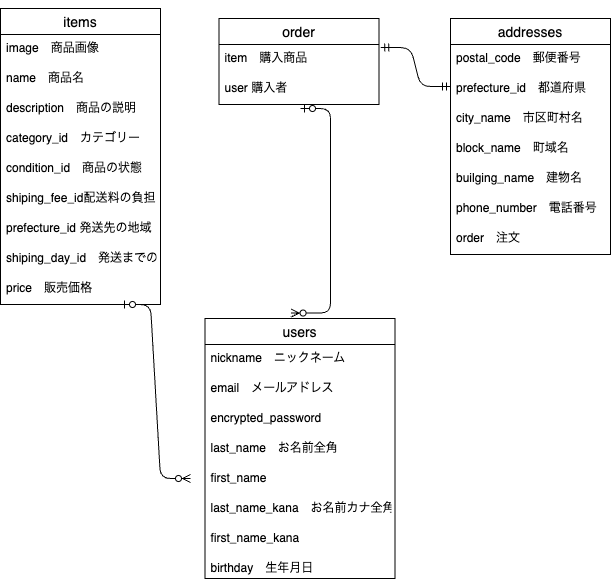 items
image 商品画像
name 商品名
description 商品の説明
category_id カテゴリー
condition_id 商品の状態
shiping_fee_id配送料の負担
prefecture_id 発送先の地域
shiping_day_id 発送までの
price 販売価格
order
item 購入商品
user 購入者
addresses
postal_code 郵便番号
prefecture_id 都道府県
city_name 市区町村名
block_name 町域名
builging_name 建物名
phone_number 電話番号
order 注文
users
nickname ニックネーム
email メールアドレス
encrypted_password
last_name お名前全角
first_name
last_name_kana お名前カナ全角
first_name_kana
birthday 生年月日